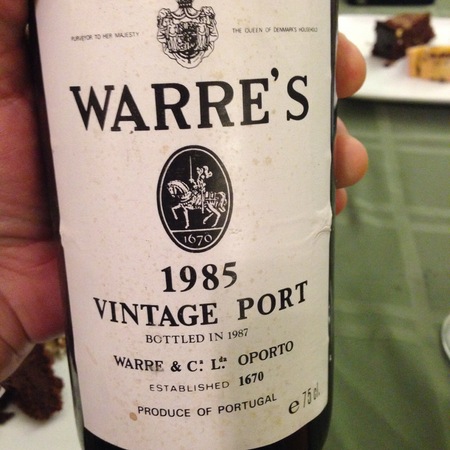 PURVEYOR TO HER MAJESTY THE QUEEN OF DENMARK'S HOUSEHOLD
WARRE'S
1670
1985
VINTAGE PORT
BOTTLED IN 1987
WARRE & Cª Lda OPORTO
ESTABLISHED 1670
PRODUCE OF PORTUGAL
e 75 cl.